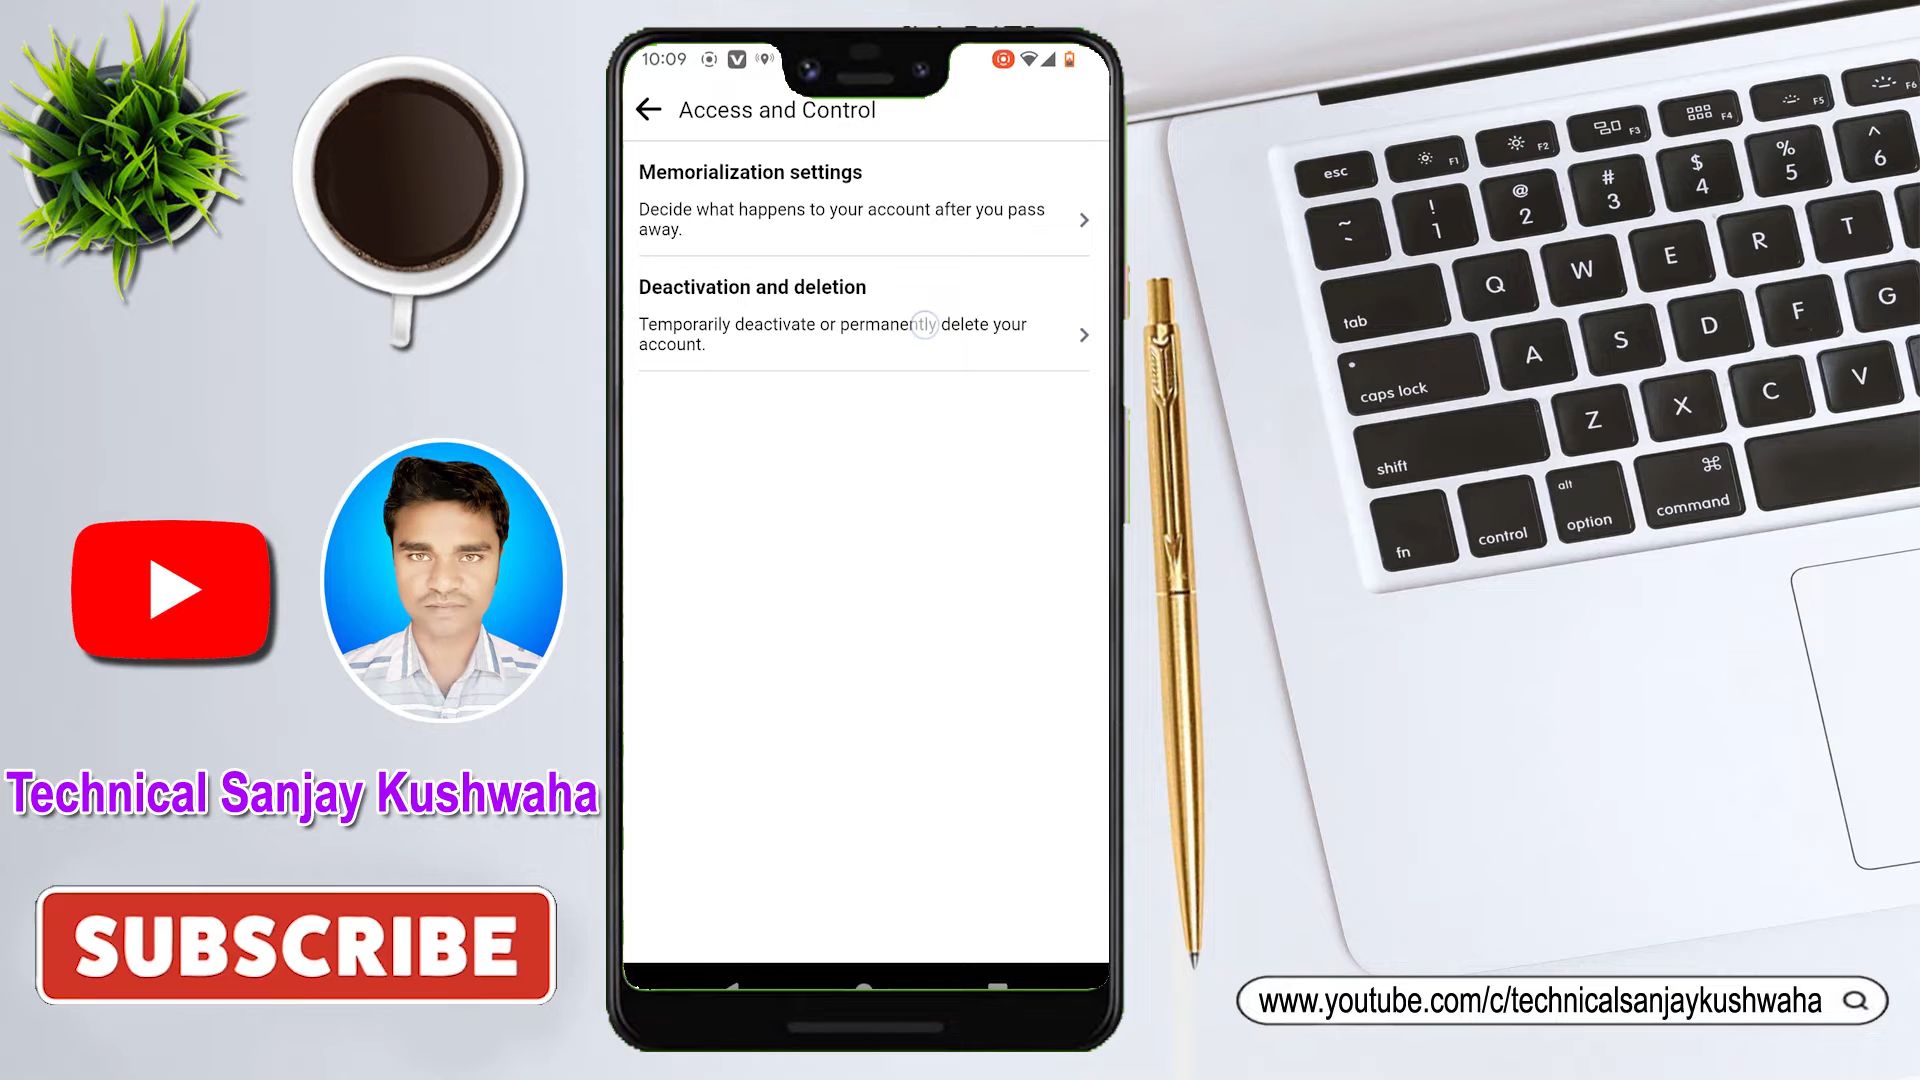 10:09
Access and Control
Memorialization settings
Decide what happens to your account after you pass
away.
Deactivation and deletion
Temporarily deactivate or permanently delete your
account.
Technical Sanjay Kushwaha
SUBSCRIBE
www.youtube.com/c/technicalsanjaykushwaha
esc F1 F2 F3 F4 F5 F6
~ ` ! 1 @ 2 # 3 $ 4 % 5 ^ 6
tab Q W E R T
caps lock A S D F G
shift Z X C V
fn control alt option ⌘ command